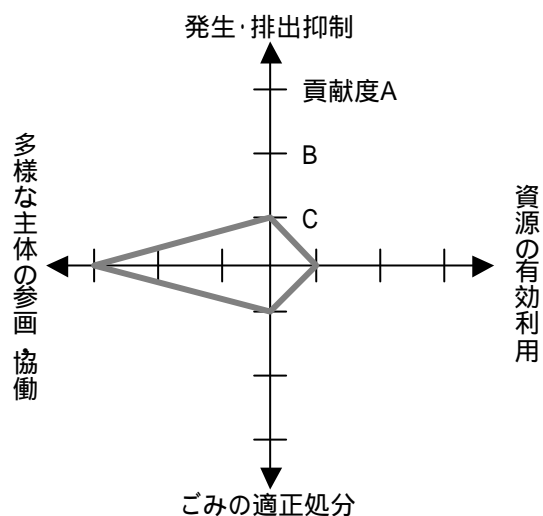 発生・排出抑制
貢献度A
B
C
多様な主体の参画・協働
資源の有効利用
ごみの適正処分